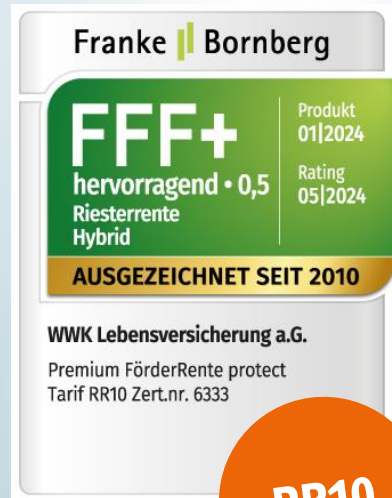 Franke Bornberg
FFF+
hervorragend • 0,5
Riesterrente
Hybrid
Produkt
01|2024
Rating
05|2024
AUSGEZEICHNET SEIT 2010
WWK Lebensversicherung a.G.
Premium FörderRente protect
Tarif RR10 Zert.nr. 6333
RR10